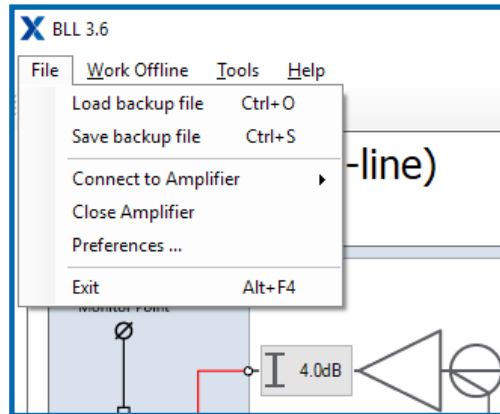 BLL 3.6
File Work Offline Tools Help
Load backup file Ctrl+O
Save backup file Ctrl+S
Connect to Amplifier
Close Amplifier
Preferences ...
Exit Alt+F4
-line)
Monitor Point
4.0dB